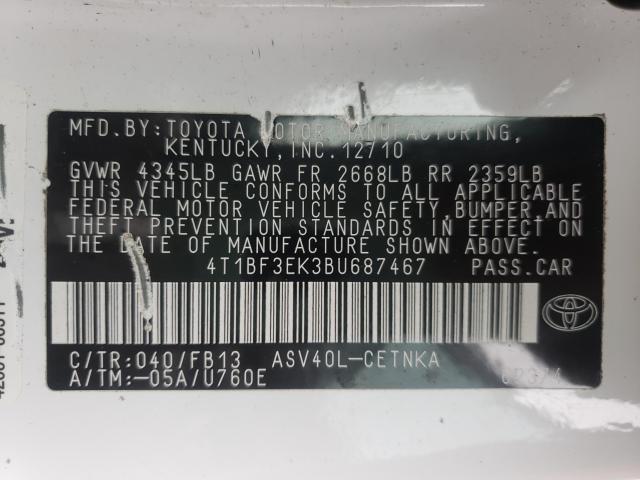 MFD.BY:TOYOTA MOTOR MANUFACTURING,
KENTUCKY, INC.12710
GVWR 4345LB GAWR FR 2668LB RR 2359LB
THIS VEHICLE CONFORMS TO ALL APPLICABLE
FEDERAL MOTOR VEHICLE SAFETY,BUMPER,AND
THEFT PREVENTION STANDARDS IN EFFECT ON
THE DATE OF MANUFACTURE SHOWN ABOVE.
4T1BF3EK3BU687467 PASS.CAR
C/TR:040/FB13 ASV40L-CETNKA
A/TM:-05A/U760E